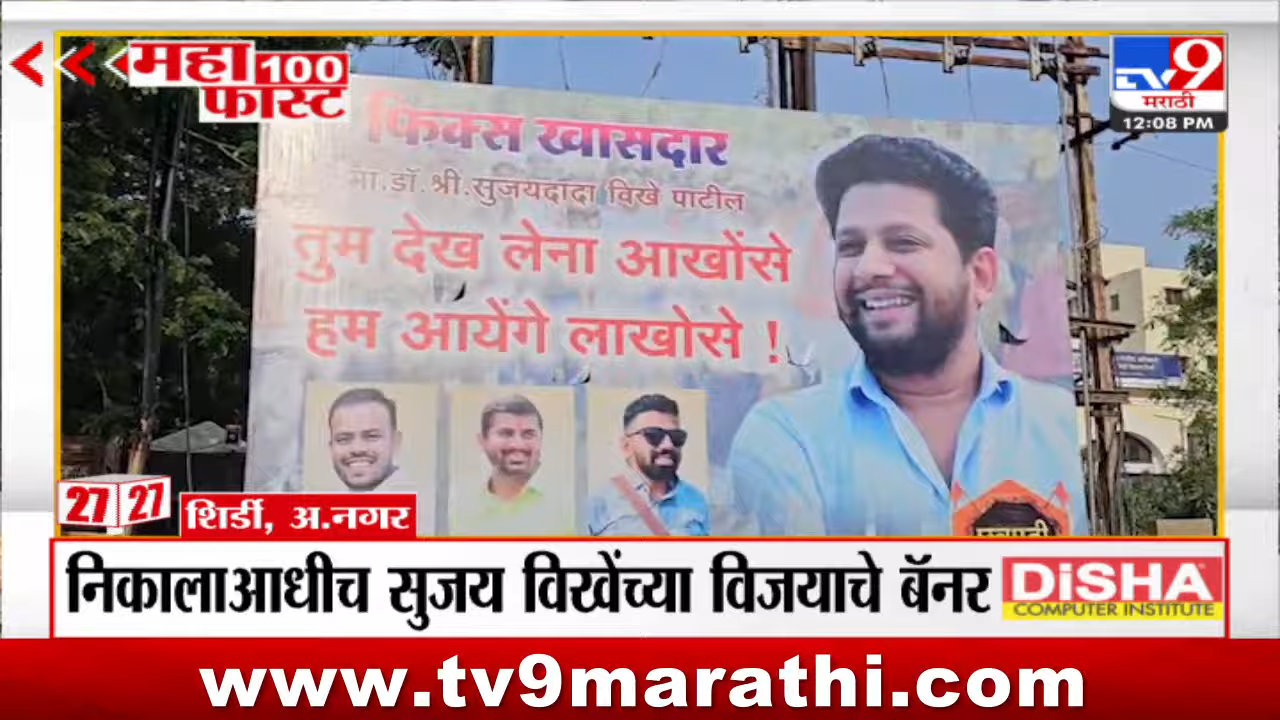 महा 100
फास्ट
TV9
मराठी
12:08 PM
फिक्स खासदार
मा.डॉ.श्री.सुजयदादा विखे पाटील
तुम देख लेना आखोंसे
हम आयेंगे लाखोसे !
27 27
शिर्डी, अ.नगर
निकालाआधीच सुजय विखेंच्या विजयाचे बॅनर
DiSHA
COMPUTER INSTITUTE
www.tv9marathi.com